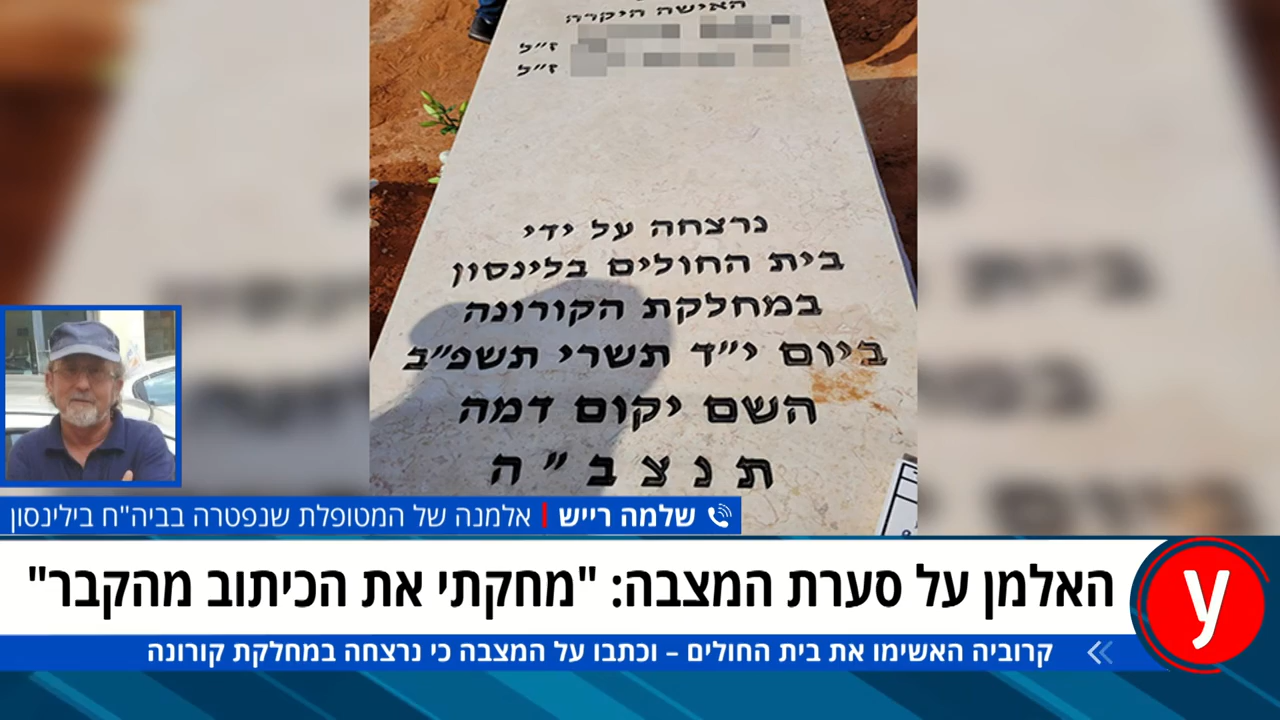 האישה היקרה
ז״ל
ז״ל
נרצחה על ידי
בית החולים בלינסון
במחלקת הקורונה
ביום י״ד תשרי תשפ״ב
השם יקום דמה
תנצב״ה
שלמה רייש | אלמנה של המטופלת שנפטרה בביה"ח בילינסון
האלמן על סערת המצבה: "מחקתי את הכיתוב מהקבר"
y
קרוביה האשימו את בית החולים – וכתבו על המצבה כי נרצחה במחלקת קורונה